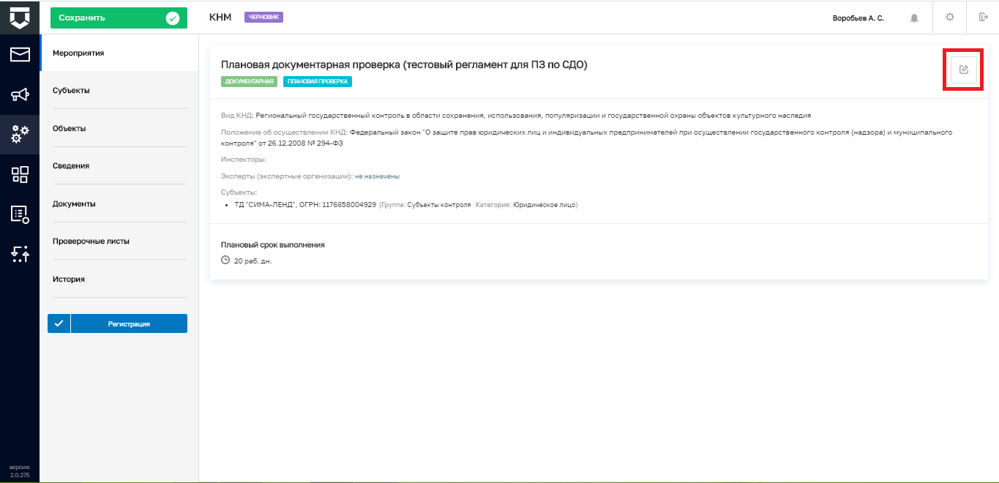 Сохранить
КНМ
ЧЕРНОВИК
Воробьев А. С.
Мероприятия
Субъекты
Объекты
Сведения
Документы
Проверочные листы
История
Регистрация
версия:
2.0.275
Плановая документарная проверка (тестовый регламент для ПЗ по СДО)
ДОКУМЕНТАРНАЯ
ПЛАНОВАЯ ПРОВЕРКА
Вид КНД: Региональный государственный контроль в области сохранения, использования, популяризации и государственной охраны объектов культурного наследия
Положение об осуществлении КНД: Федеральный закон "О защите прав юридических лиц и индивидуальных предпринимателей при осуществлении государственного контроля (надзора) и муниципального
контроля" от 26.12.2008 № 294-ФЗ
Инспекторы:
Эксперты (экспертные организации): не назначены
Субъекты:
• ТД "СИМА-ЛЕНД", ОГРН: 1176658004929 (Группа: Субъекты контроля Категория: Юридическое лицо)
Плановый срок выполнения
20 раб. дн.